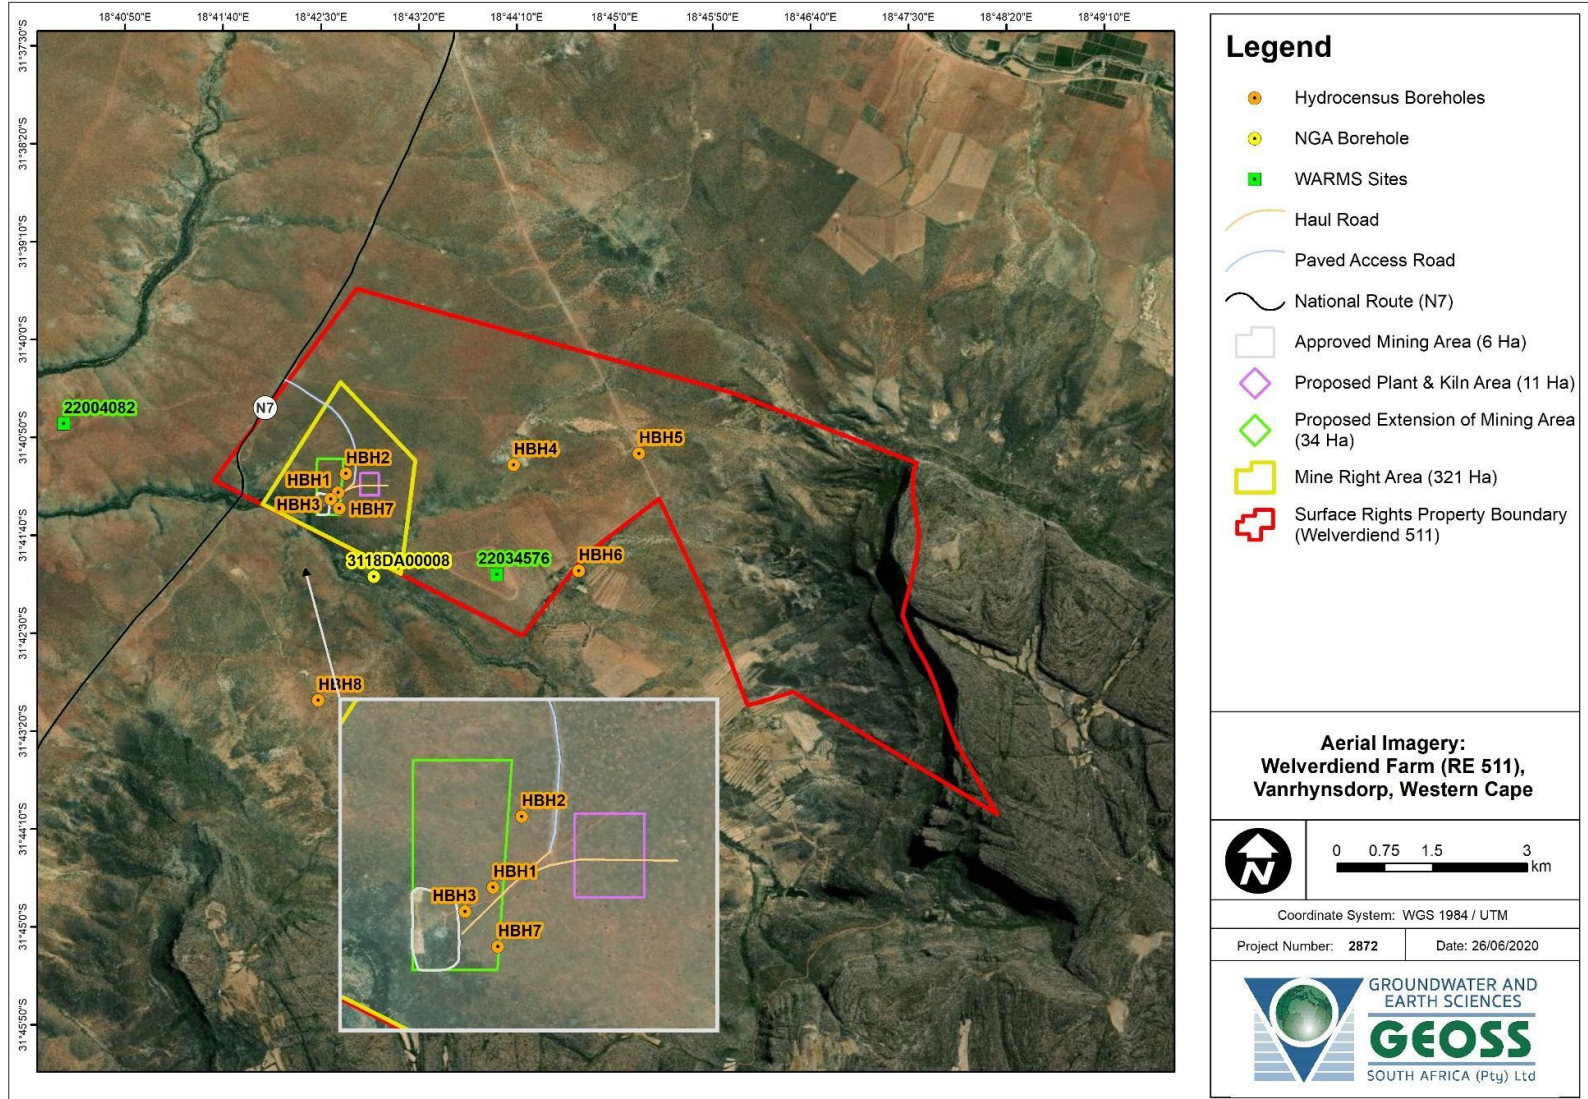 18°40'50"E
18°41'40"E
18°42'30"E
18°43'20"E
18°44'10"E
18°45'0"E
18°45'50"E
18°46'40"E
18°47'30"E
18°48'20"E
18°49'10"E
31°37'30"S
31°38'20"S
31°39'10"S
31°40'0"S
31°40'50"S
31°41'40"S
31°42'30"S
31°43'20"S
31°44'10"S
31°45'0"S
31°45'50"S
22004082
N7
HBH2
HBH1
HBH3
HBH7
HBH4
HBH5
3118DA00008
22034576
HBH6
HBH8
HBH2
HBH1
HBH3
HBH7
Legend
Hydrocensus Boreholes
NGA Borehole
WARMS Sites
Haul Road
Paved Access Road
National Route (N7)
Approved Mining Area (6 Ha)
Proposed Plant & Kiln Area (11 Ha)
Proposed Extension of Mining Area
(34 Ha)
Mine Right Area (321 Ha)
Surface Rights Property Boundary
(Welverdiend 511)
Aerial Imagery:
Welverdiend Farm (RE 511),
Vanrhynsdorp, Western Cape
N
0 0.75 1.5 3
km
Coordinate System: WGS 1984 / UTM
Project Number: 2872
Date: 26/06/2020
GROUNDWATER AND
EARTH SCIENCES
GEOSS
SOUTH AFRICA (Pty) Ltd